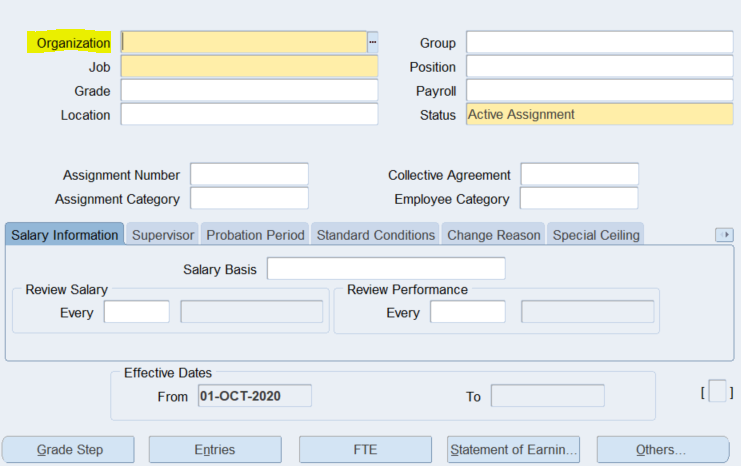 Organization ... Group
Job Position
Grade Payroll
Location Status Active Assignment
Assignment Number Collective Agreement
Assignment Category Employee Category
Salary Information Supervisor Probation Period Standard Conditions Change Reason Special Ceiling
Salary Basis
Review Salary Review Performance
Every Every
Effective Dates
From 01-OCT-2020 To [ ]
Grade Step Entries FTE Statement of Earnin... Others...